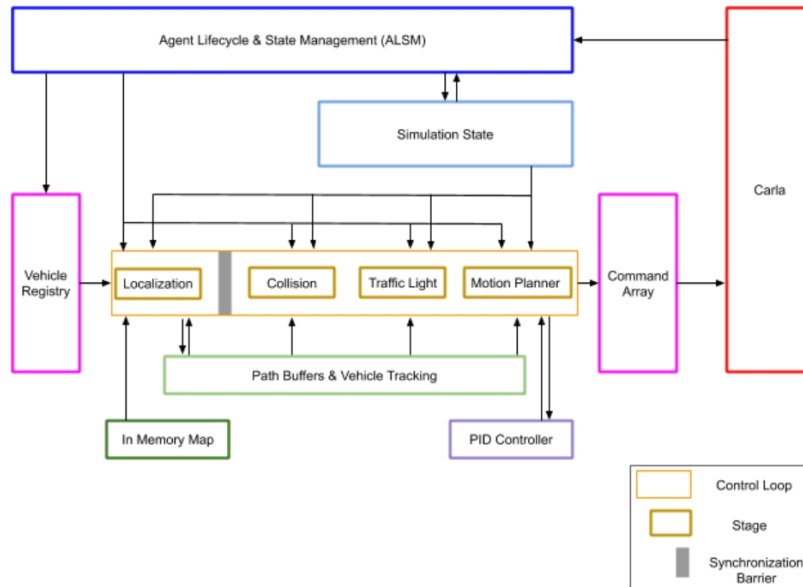 Agent Lifecycle & State Management (ALSM)
Simulation State
Carla
Vehicle
Registry
Localization
Collision
Traffic Light
Motion Planner
Command
Array
Path Buffers & Vehicle Tracking
In Memory Map
PID Controller
Control Loop
Stage
Synchronization
Barrier